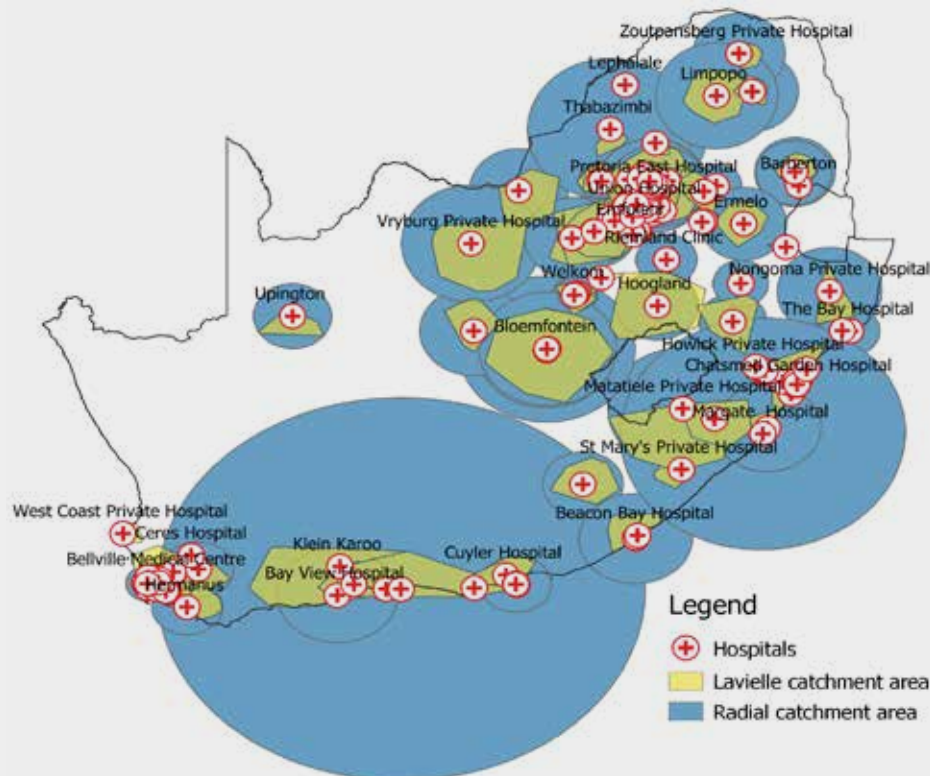 Zoutpansberg Private Hospital
Lephalale
Limpopo
Thabazimbi
Pretoria East Hospital
Barberton
Union Hospital
Ermelo
Vryburg Private Hospital
Riemland Clinic
Welkom
Nongoma Private Hospital
Hoogland
Upington
The Bay Hospital
Bloemfontein
Howick Private Hospital
Chatsmed Garden Hospital
Matatiele Private Hospital
Margate Hospital
St Mary's Private Hospital
West Coast Private Hospital
Beacon Bay Hospital
Ceres Hospital
Klein Karoo
Cuyler Hospital
Bellville Medical Centre
Bay View Hospital
Hermanus
Legend
Hospitals
Lavielle catchment area
Radial catchment area